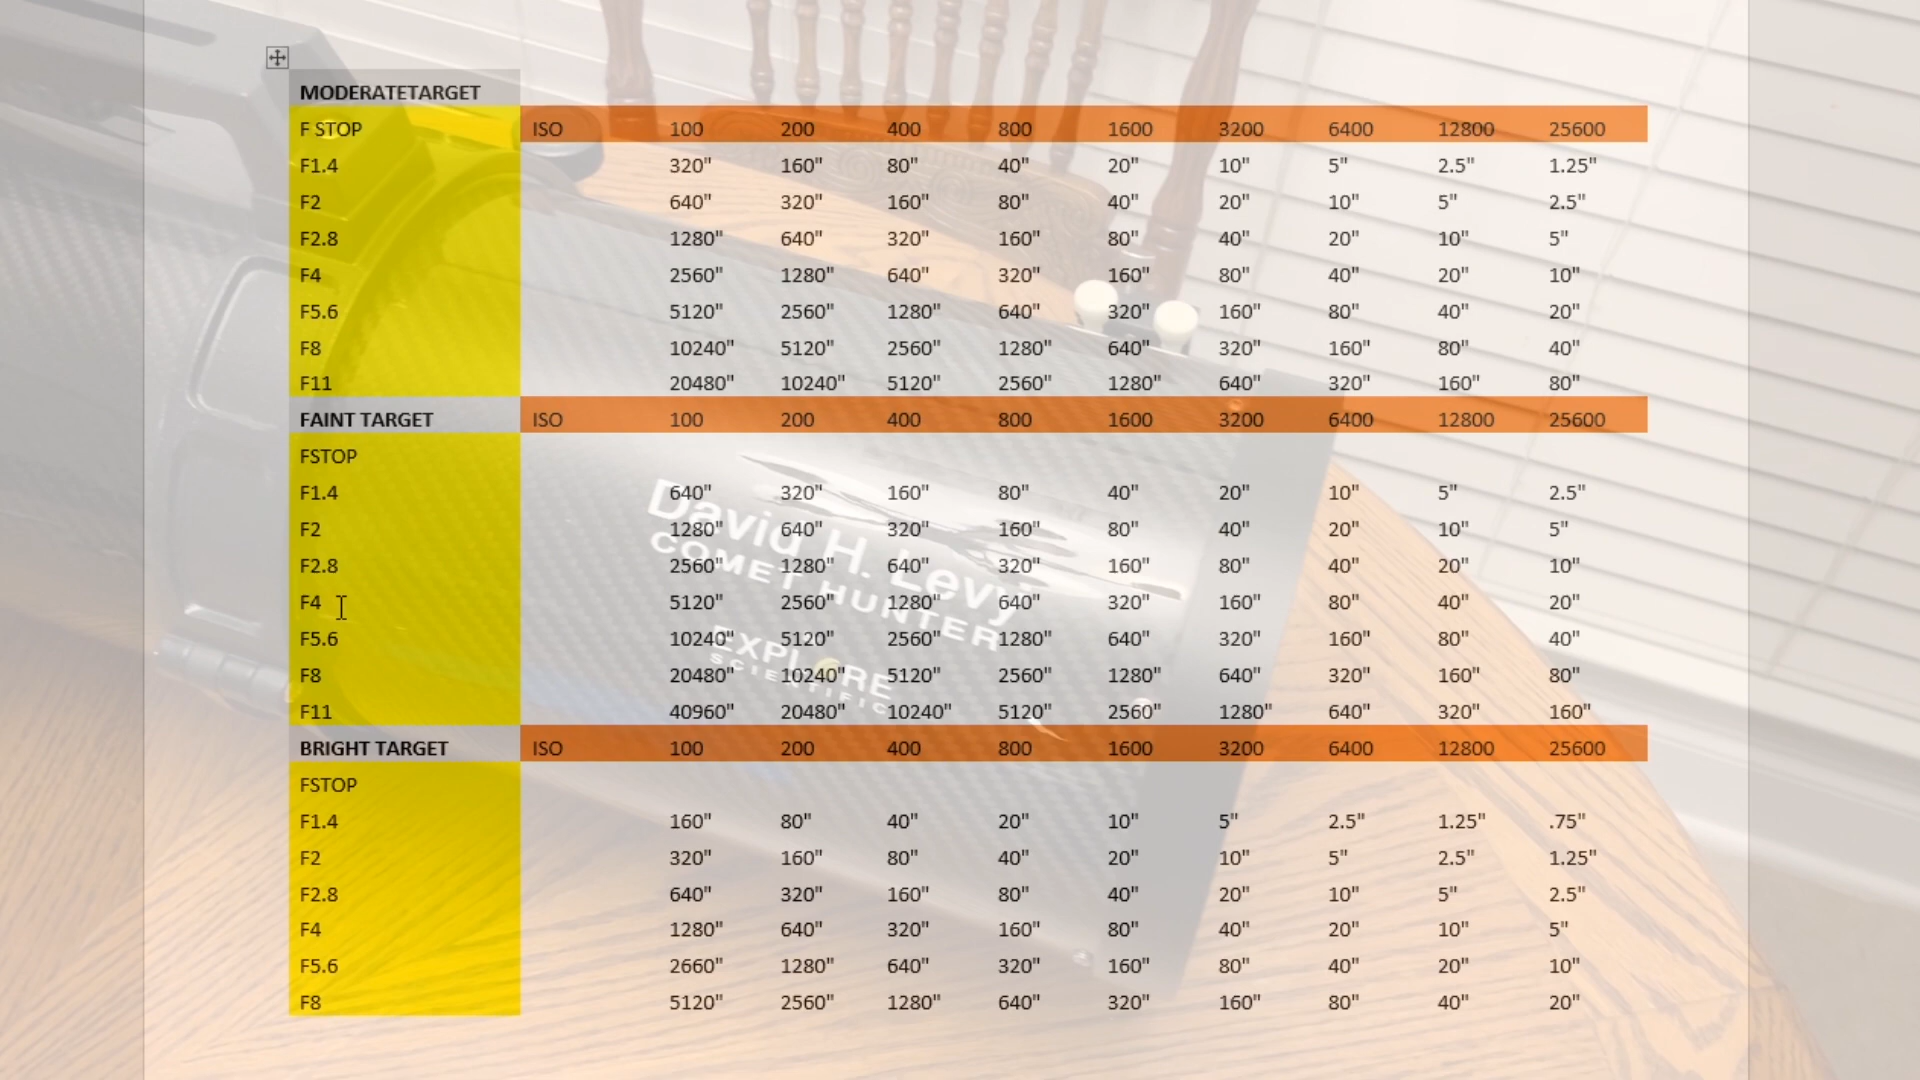 MODERATETARGET
F STOP ISO 100 200 400 800 1600 3200 6400 12800 25600
F1.4 320" 160" 80" 40" 20" 10" 5" 2.5" 1.25"
F2 640" 320" 160" 80" 40" 20" 10" 5" 2.5"
F2.8 1280" 640" 320" 160" 80" 40" 20" 10" 5"
F4 2560" 1280" 640" 320" 160" 80" 40" 20" 10"
F5.6 5120" 2560" 1280" 640" 320" 160" 80" 40" 20"
F8 10240" 5120" 2560" 1280" 640" 320" 160" 80" 40"
F11 20480" 10240" 5120" 2560" 1280" 640" 320" 160" 80"
FAINT TARGET ISO 100 200 400 800 1600 3200 6400 12800 25600
FSTOP
F1.4 640" 320" 160" 80" 40" 20" 10" 5" 2.5"
F2 1280" 640" 320" 160" 80" 40" 20" 10" 5"
F2.8 2560" 1280" 640" 320" 160" 80" 40" 20" 10"
F4 5120" 2560" 1280" 640" 320" 160" 80" 40" 20"
F5.6 10240" 5120" 2560" 1280" 640" 320" 160" 80" 40"
F8 20480" 10240" 5120" 2560" 1280" 640" 320" 160" 80"
F11 40960" 20480" 10240" 5120" 2560" 1280" 640" 320" 160"
BRIGHT TARGET ISO 100 200 400 800 1600 3200 6400 12800 25600
FSTOP
F1.4 160" 80" 40" 20" 10" 5" 2.5" 1.25" .75"
F2 320" 160" 80" 40" 20" 10" 5" 2.5" 1.25"
F2.8 640" 320" 160" 80" 40" 20" 10" 5" 2.5"
F4 1280" 640" 320" 160" 80" 40" 20" 10" 5"
F5.6 2660" 1280" 640" 320" 160" 80" 40" 20" 10"
F8 5120" 2560" 1280" 640" 320" 160" 80" 40" 20"
David H. Levy
COMET HUNTER
EXPLORE
SCIENTIFIC